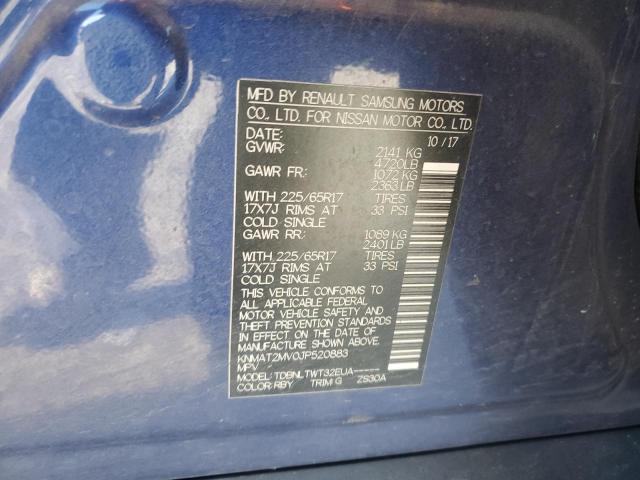 MFD BY RENAULT SAMSUNG MOTORS
CO., LTD. FOR NISSAN MOTOR CO., LTD.
DATE: 10/17
GVWR: 2141 KG
4720LB
GAWR FR: 1072 KG
2363LB
WITH 225/65R17 TIRES
17X7J RIMS AT 33 PSI
COLD SINGLE
GAWR RR: 1089 KG
2401LB
WITH 225/65R17 TIRES
17X7J RIMS AT 33 PSI
COLD SINGLE
THIS VEHICLE CONFORMS TO
ALL APPLICABLE FEDERAL
MOTOR VEHICLE SAFETY AND
THEFT PREVENTION STANDARDS
IN EFFECT ON THE DATE OF
MANUFACTURE SHOWN ABOVE.
KNMAT2MV0JP520883
MPV
MODEL: TDBNLTWT32EUA-----
COLOR:RBY TRIM:G ZS30A